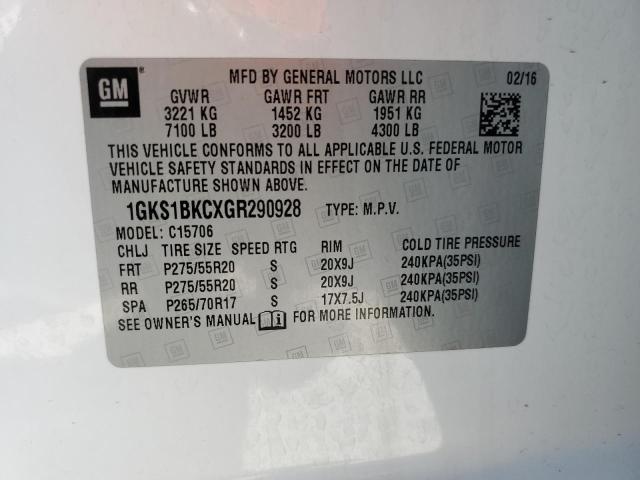 GM ® MFD BY GENERAL MOTORS LLC 02/16
GVWR GAWR FRT GAWR RR
3221 KG 1452 KG 1951 KG
7100 LB 3200 LB 4300 LB
THIS VEHICLE CONFORMS TO ALL APPLICABLE U.S. FEDERAL MOTOR
VEHICLE SAFETY STANDARDS IN EFFECT ON THE DATE OF
MANUFACTURE SHOWN ABOVE.
1GKS1BKCXGR290928 TYPE: M.P.V.
MODEL: C15706
CHLJ TIRE SIZE SPEED RTG RIM COLD TIRE PRESSURE
FRT P275/55R20 S 20X9J 240KPA(35PSI)
RR P275/55R20 S 20X9J 240KPA(35PSI)
SPA P265/70R17 S 17X7.5J 240KPA(35PSI)
SEE OWNER'S MANUAL i FOR MORE INFORMATION.